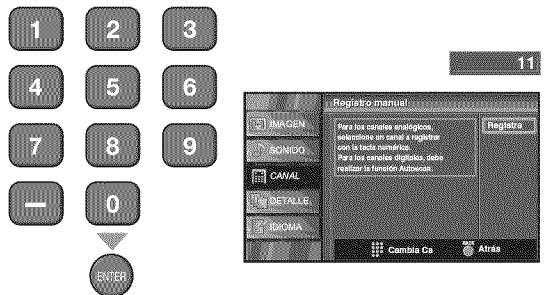 1 2 3
4 5 6
7 8 9
– 0
ENTER
11
Registro manual
IMAGEN
SONIDO
CANAL
DETALLE.
IDIOMA
Para los canales analógicos,
seleccione un canal a registrar
con la tecla numérica.
Para los canales digitales, debe
realizar la función Autoscan.
Registra
Cambia Ca
BACK
Atrás